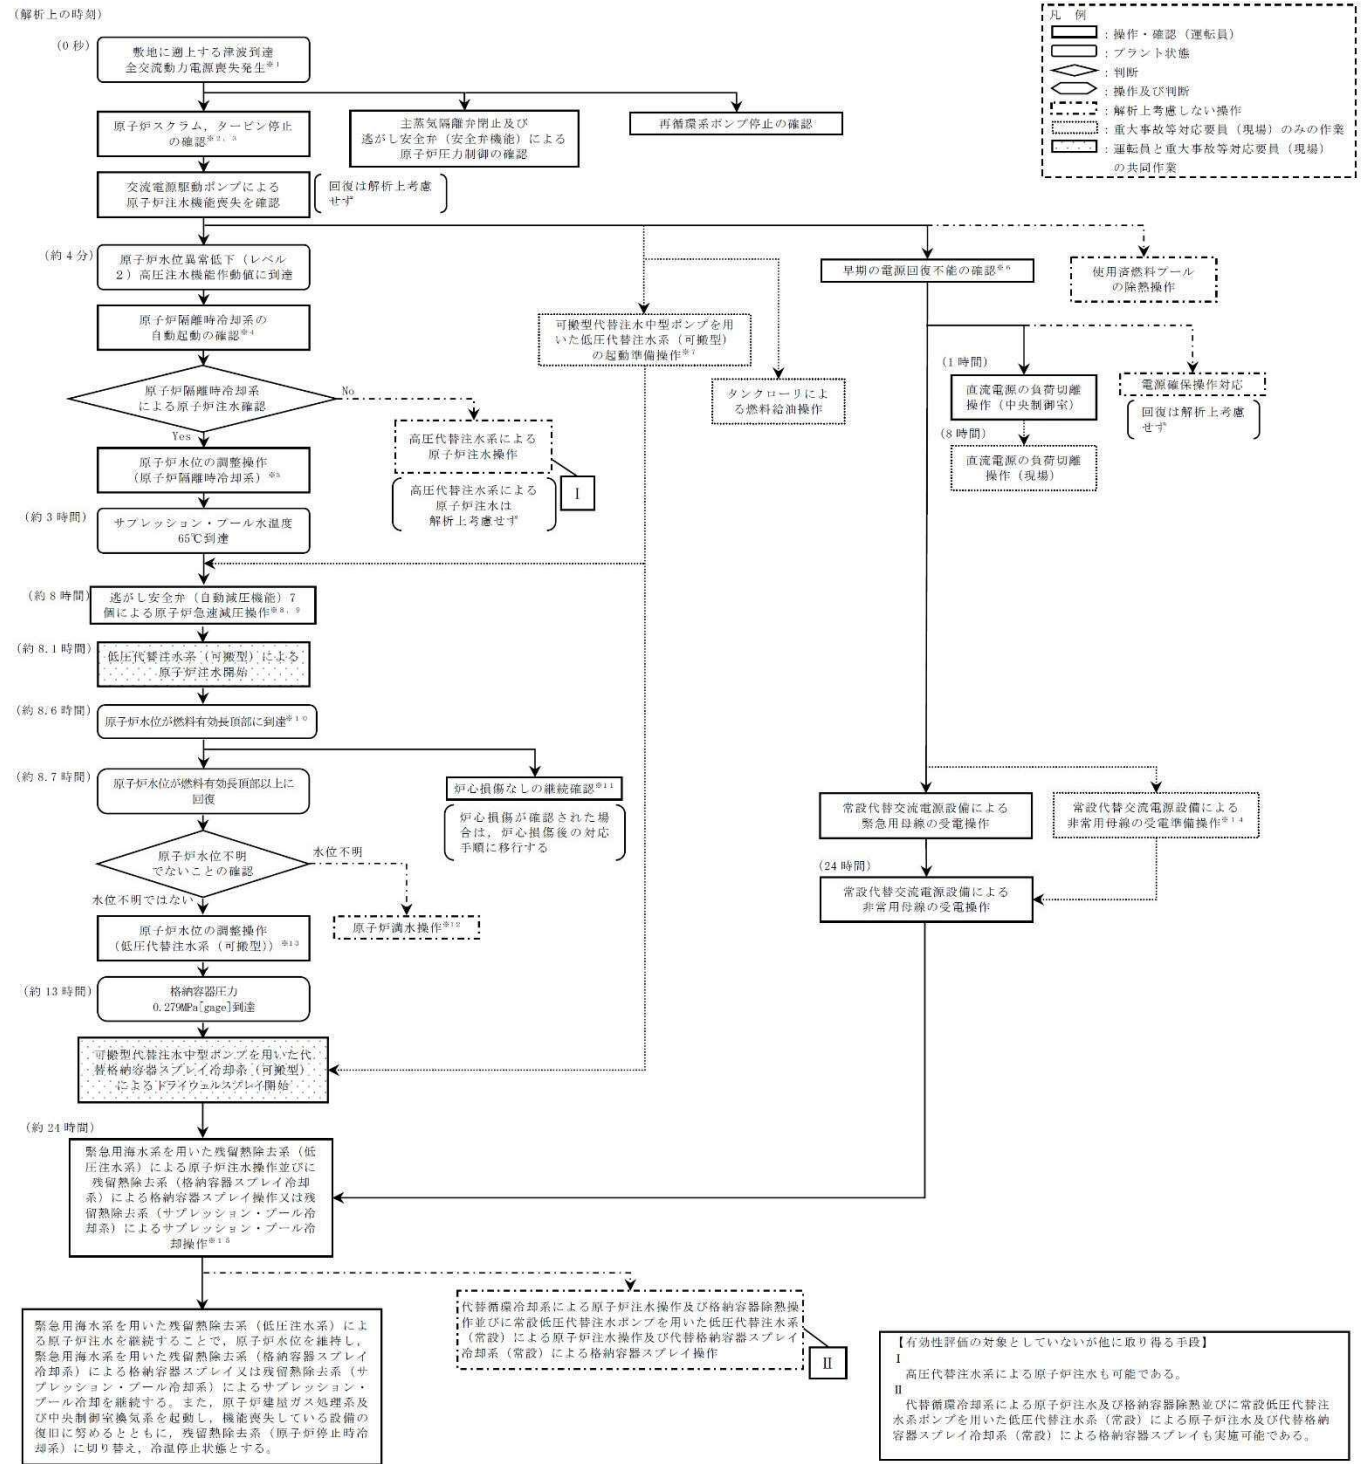 (解析上の時刻)
(0 秒)
敷地に遡上する津波到達
全交流動力電源喪失発生※1
凡 例
：操作・確認（運転員）
：プラント状態
：判断
：操作及び判断
：解析上考慮しない操作
：重大事故等対応要員（現場）のみの作業
：運転員と重大事故等対応要員（現場）
の共同作業
原子炉スクラム，タービン停止
の確認※2，3
主蒸気隔離弁閉止及び
逃がし安全弁（安全弁機能）による
原子炉圧力制御の確認
再循環系ポンプ停止の確認
交流電源駆動ポンプによる
原子炉注水機能喪失を確認
回復は解析上考慮
せず
(約4分)
原子炉水位異常低下（レベル
2）高圧注水機能作動値に到達
早期の電源回復不能の確認※6
使用済燃料プール
の除熱操作
原子炉隔離時冷却系の
自動起動の確認※4
可搬型代替注水中型ポンプを用
いた低圧代替注水系（可搬型）
の起動準備操作※7
原子炉隔離時冷却系
による原子炉注水確認
No
Yes
タンクローリによ
る燃料給油操作
(1時間)
直流電源の負荷切離
操作（中央制御室）
電源確保操作対応
回復は解析上考慮
せず
(8時間)
直流電源の負荷切離
操作（現場）
高圧代替注水系による
原子炉注水操作
I
高圧代替注水系による
原子炉注水は
解析上考慮せず
原子炉水位の調整操作
（原子炉隔離時冷却系）※5
(約3時間)
サプレッション・プール水温度
65℃到達
(約8時間)
逃がし安全弁（自動減圧機能）7
個による原子炉急速減圧操作※8，9
(約8.1時間)
低圧代替注水系（可搬型）による
原子炉注水開始
(約8.6時間)
原子炉水位が燃料有効長頂部に到達※10
(約8.7時間)
原子炉水位が燃料有効長頂部以上に
回復
炉心損傷なしの継続確認※11
炉心損傷が確認された場
合は，炉心損傷後の対応
手順に移行する
常設代替交流電源設備による
緊急用母線の受電操作
常設代替交流電源設備による
非常用母線の受電準備操作※14
原子炉水位不明
でないことの確認
水位不明
水位不明ではない
(24時間)
常設代替交流電源設備による
非常用母線の受電操作
原子炉満水操作※12
原子炉水位の調整操作
（低圧代替注水系（可搬型））※13
(約13時間)
格納容器圧力
0.279MPa[gage]到達
可搬型代替注水中型ポンプを用いた代
替格納容器スプレイ冷却系（可搬型）
によるドライウェルスプレイ開始
(約24時間)
緊急用海水系を用いた残留熱除去系（低
圧注水系）による原子炉注水操作並びに
残留熱除去系（格納容器スプレイ冷却
系）による格納容器スプレイ操作又は残
留熱除去系（サプレッション・プール冷
却系）によるサプレッション・プール冷
却操作※15
代替循環冷却系による原子炉注水操作及び格納容器除熱操
作並びに常設低圧代替注水系ポンプを用いた低圧代替注水系
（常設）による原子炉注水操作及び代替格納容器スプレイ
冷却系（常設）による格納容器スプレイ操作
II
緊急用海水系を用いた残留熱除去系（低圧注水系）によ
る原子炉注水を継続することで，原子炉水位を維持し，
緊急用海水系を用いた残留熱除去系（格納容器スプレイ
冷却系）による格納容器スプレイ又は残留熱除去系（サ
プレッション・プール冷却系）によるサプレッション・
プール冷却を継続する。また，原子炉建屋ガス処理系及
び中央制御室換気系を起動し，機能喪失している設備の
復旧に努めるとともに，残留熱除去系（原子炉停止時冷
却系）に切り替え，冷温停止状態とする。
【有効性評価の対象としていないが他に取り得る手段】
I
高圧代替注水系による原子炉注水も可能である。
II
代替循環冷却系による原子炉注水及び格納容器除熱並びに常設低圧代替注
水系ポンプを用いた低圧代替注水系（常設）による原子炉注水及び代替格納
容器スプレイ冷却系（常設）による格納容器スプレイも実施可能である。